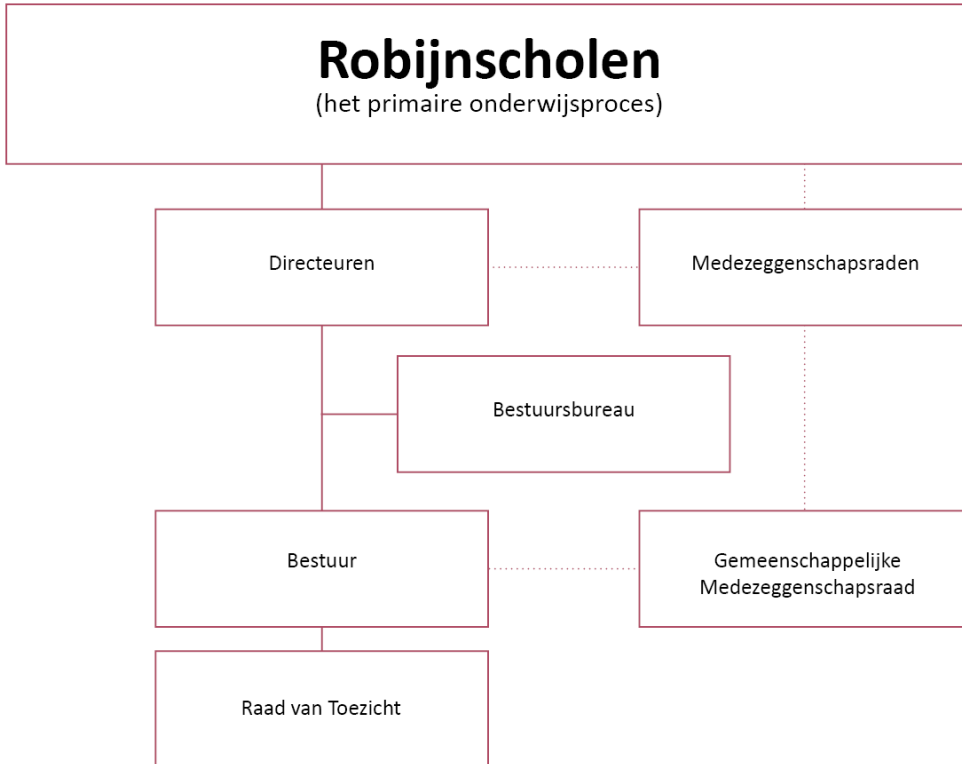 Robijnscholen
(het primaire onderwijsproces)
Directeuren
Medezeggenschapsraden
Bestuursbureau
Bestuur
Gemeenschappelijke
Medezeggenschapsraad
Raad van Toezicht